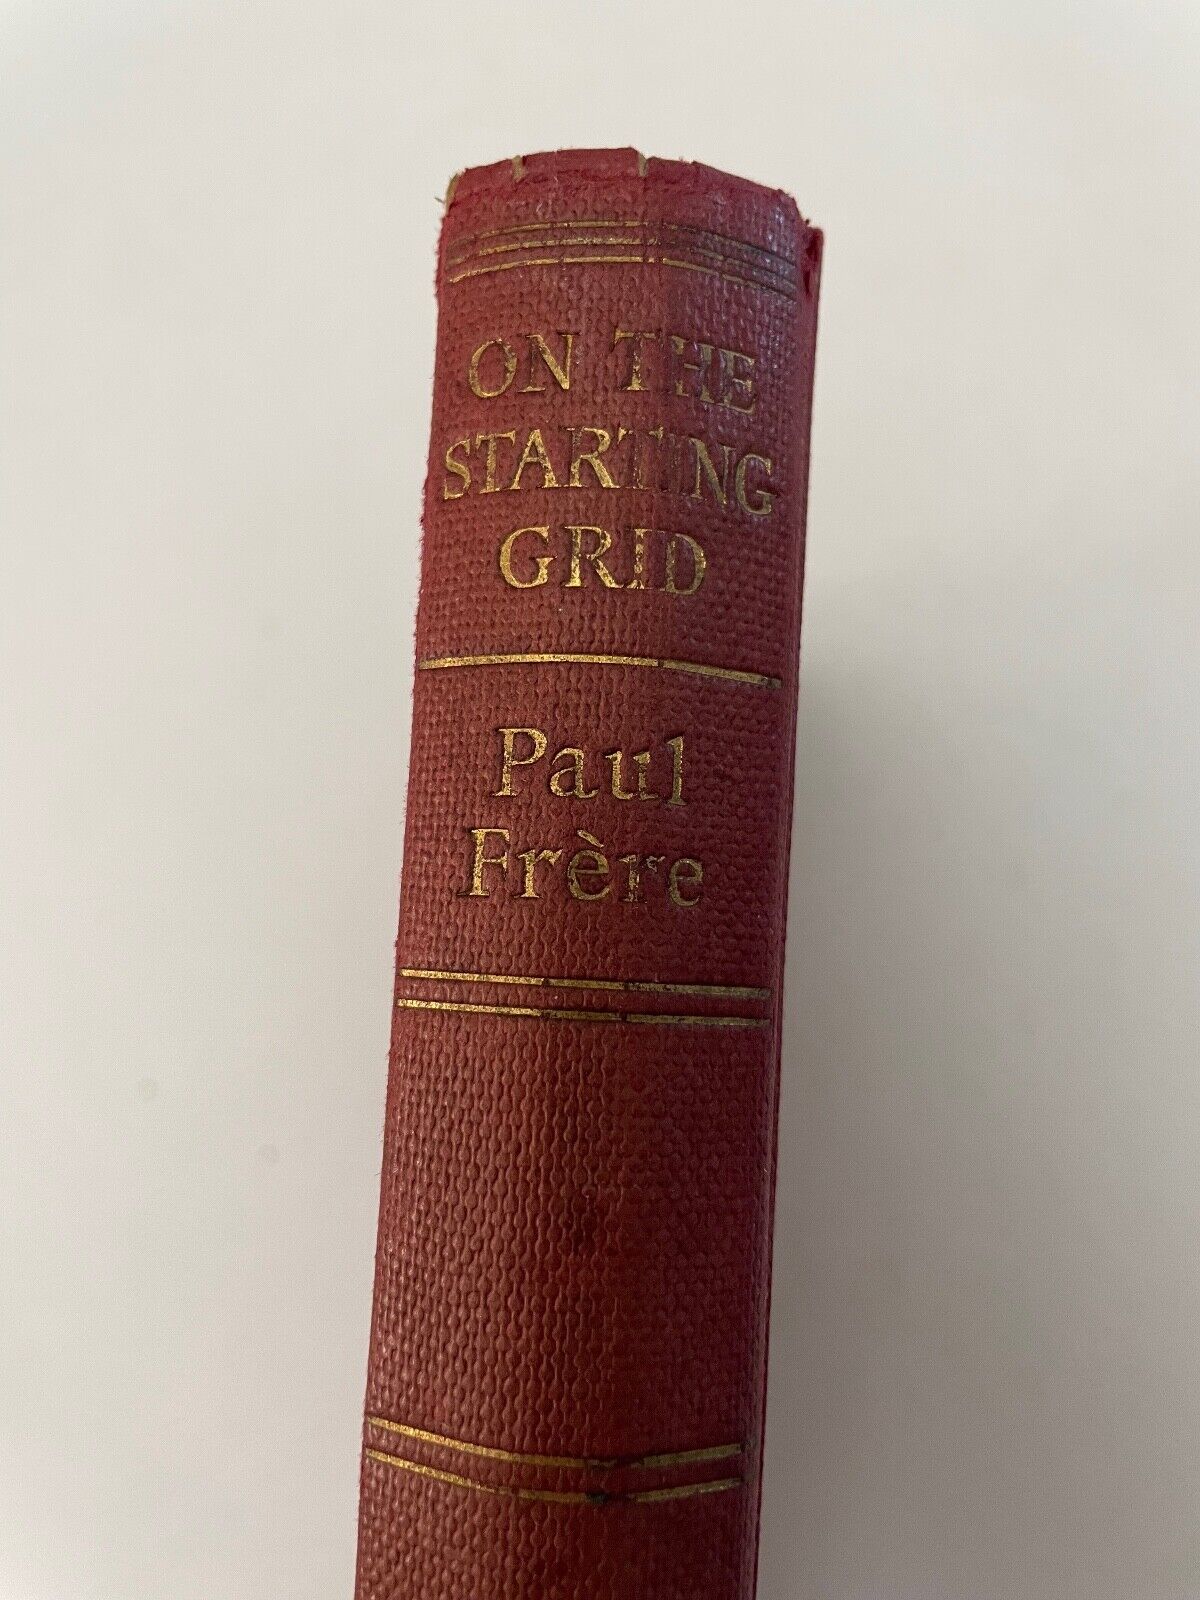 ON THE
STARTING
GRID
Paul
Frère